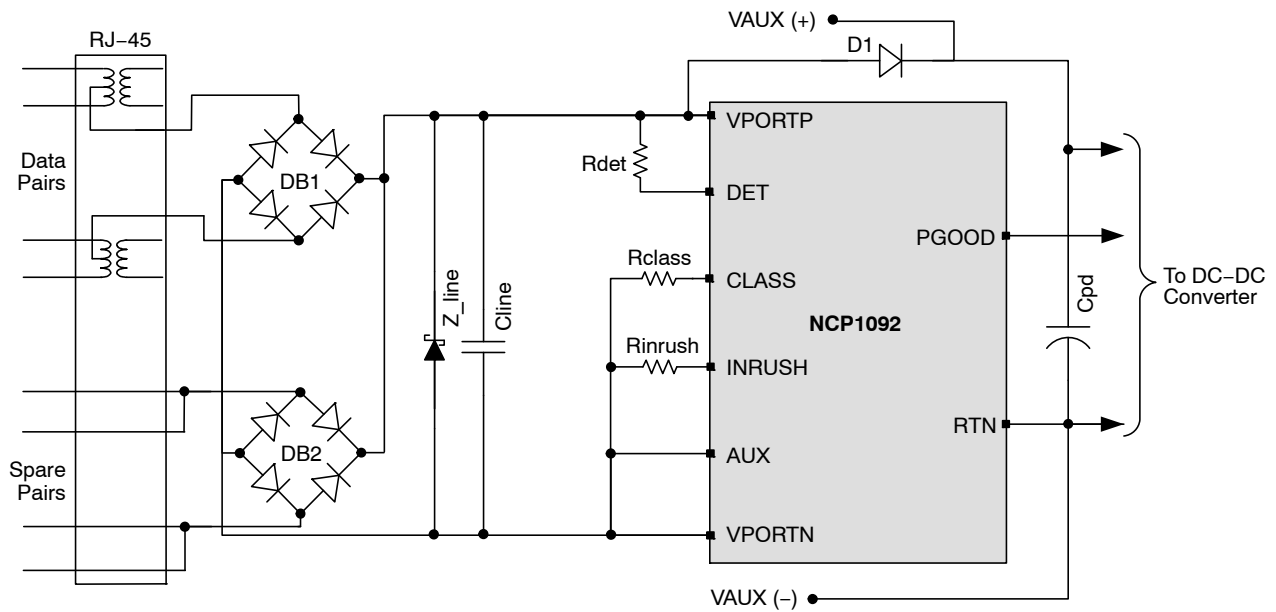 VAUX (+)
RJ−45
D1
VPORTP
Rdet
Data
Pairs
DB1
DET
PGOOD
Rclass
CLASS
To DC−DC
Converter
Z_line
Cline
Cpd
NCP1092
Rinrush
INRUSH
RTN
DB2
AUX
Spare
Pairs
VPORTN
VAUX (−)